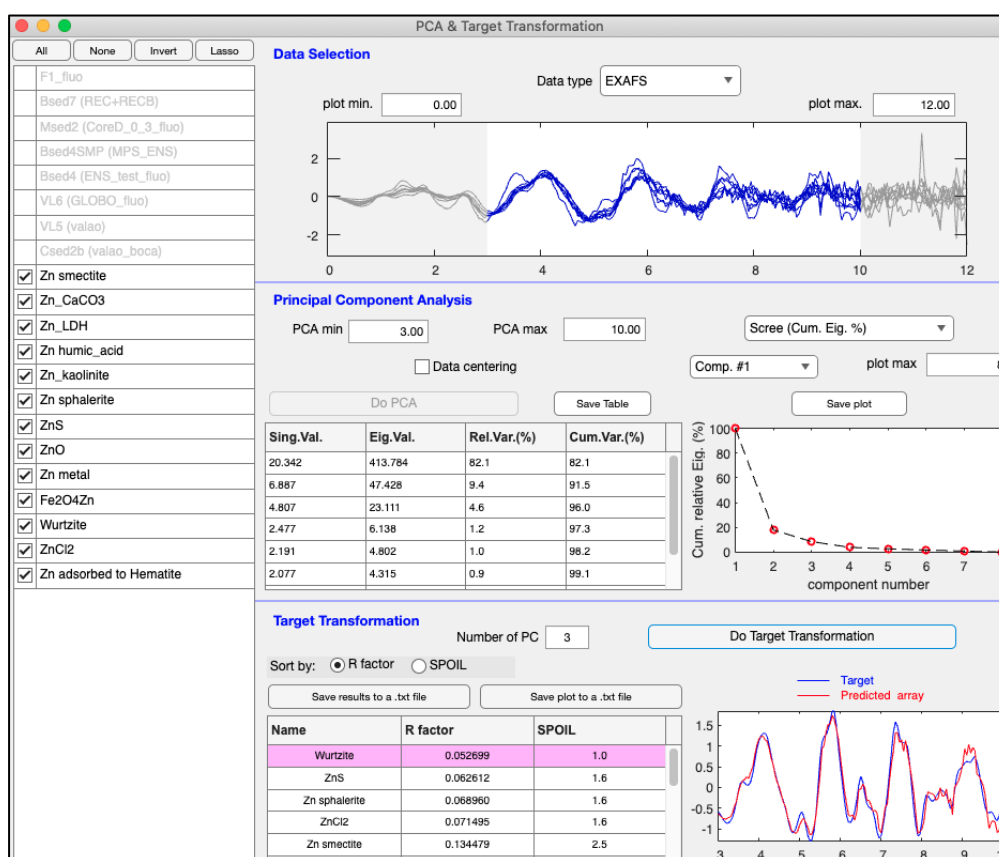 PCA & Target Transformation
All None Invert Lasso
F1_fluo
Bsed7 (REC+RECB)
Msed2 (CoreD_0_3_fluo)
Bsed4SMP (MPS_ENS)
Bsed4 (ENS_test_fluo)
VL6 (GLOBO_fluo)
VL5 (valao)
Csed2b (valao_boca)
Zn smectite
Zn_CaCO3
Zn_LDH
Zn humic_acid
Zn_kaolinite
Zn sphalerite
ZnS
ZnO
Zn metal
Fe2O4Zn
Wurtzite
ZnCl2
Zn adsorbed to Hematite
Data Selection
Data type EXAFS
plot min. 0.00 plot max. 12.00
2
0
-2
0 2 4 6 8 10 12
Principal Component Analysis
PCA min 3.00 PCA max 10.00 Scree (Cum. Eig. %)
Data centering Comp. #1 plot max
Do PCA Save Table Save plot
Sing.Val. Eig.Val. Rel.Var.(%) Cum.Var.(%)
20.342 413.784 82.1 82.1
6.887 47.428 9.4 91.5
4.807 23.111 4.6 96.0
2.477 6.138 1.2 97.3
2.191 4.802 1.0 98.2
2.077 4.315 0.9 99.1
Cum. relative Eig. (%)
100
80
60
40
20
0
1 2 3 4 5 6 7
component number
Target Transformation
Number of PC 3 Do Target Transformation
Sort by: R factor SPOIL
Save results to a .txt file Save plot to a .txt file
Name R factor SPOIL
Wurtzite 0.052699 1.0
ZnS 0.062612 1.6
Zn sphalerite 0.068960 1.6
ZnCl2 0.071495 1.6
Zn smectite 0.134479 2.5
Target
Predicted array
1.5
1
0.5
0
-0.5
-1
3 4 5 6 7 8 9